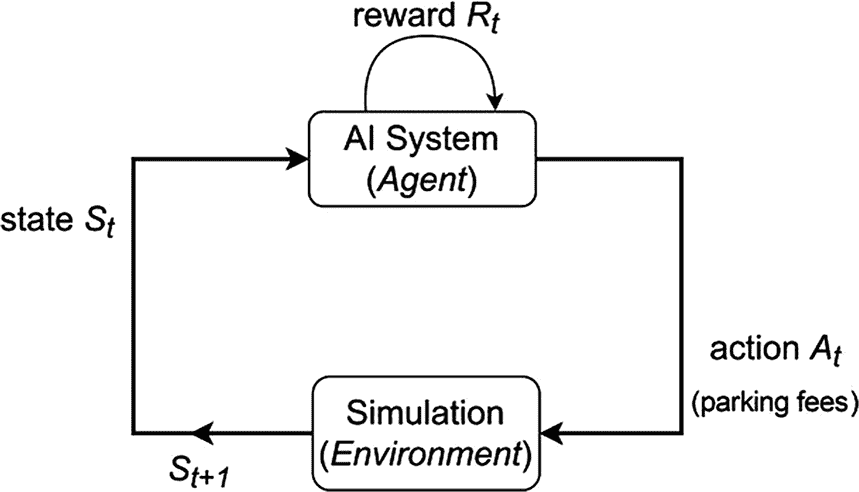 reward Rt
AI System
(Agent)
state St
action At
(parking fees)
Simulation
(Environment)
St+1